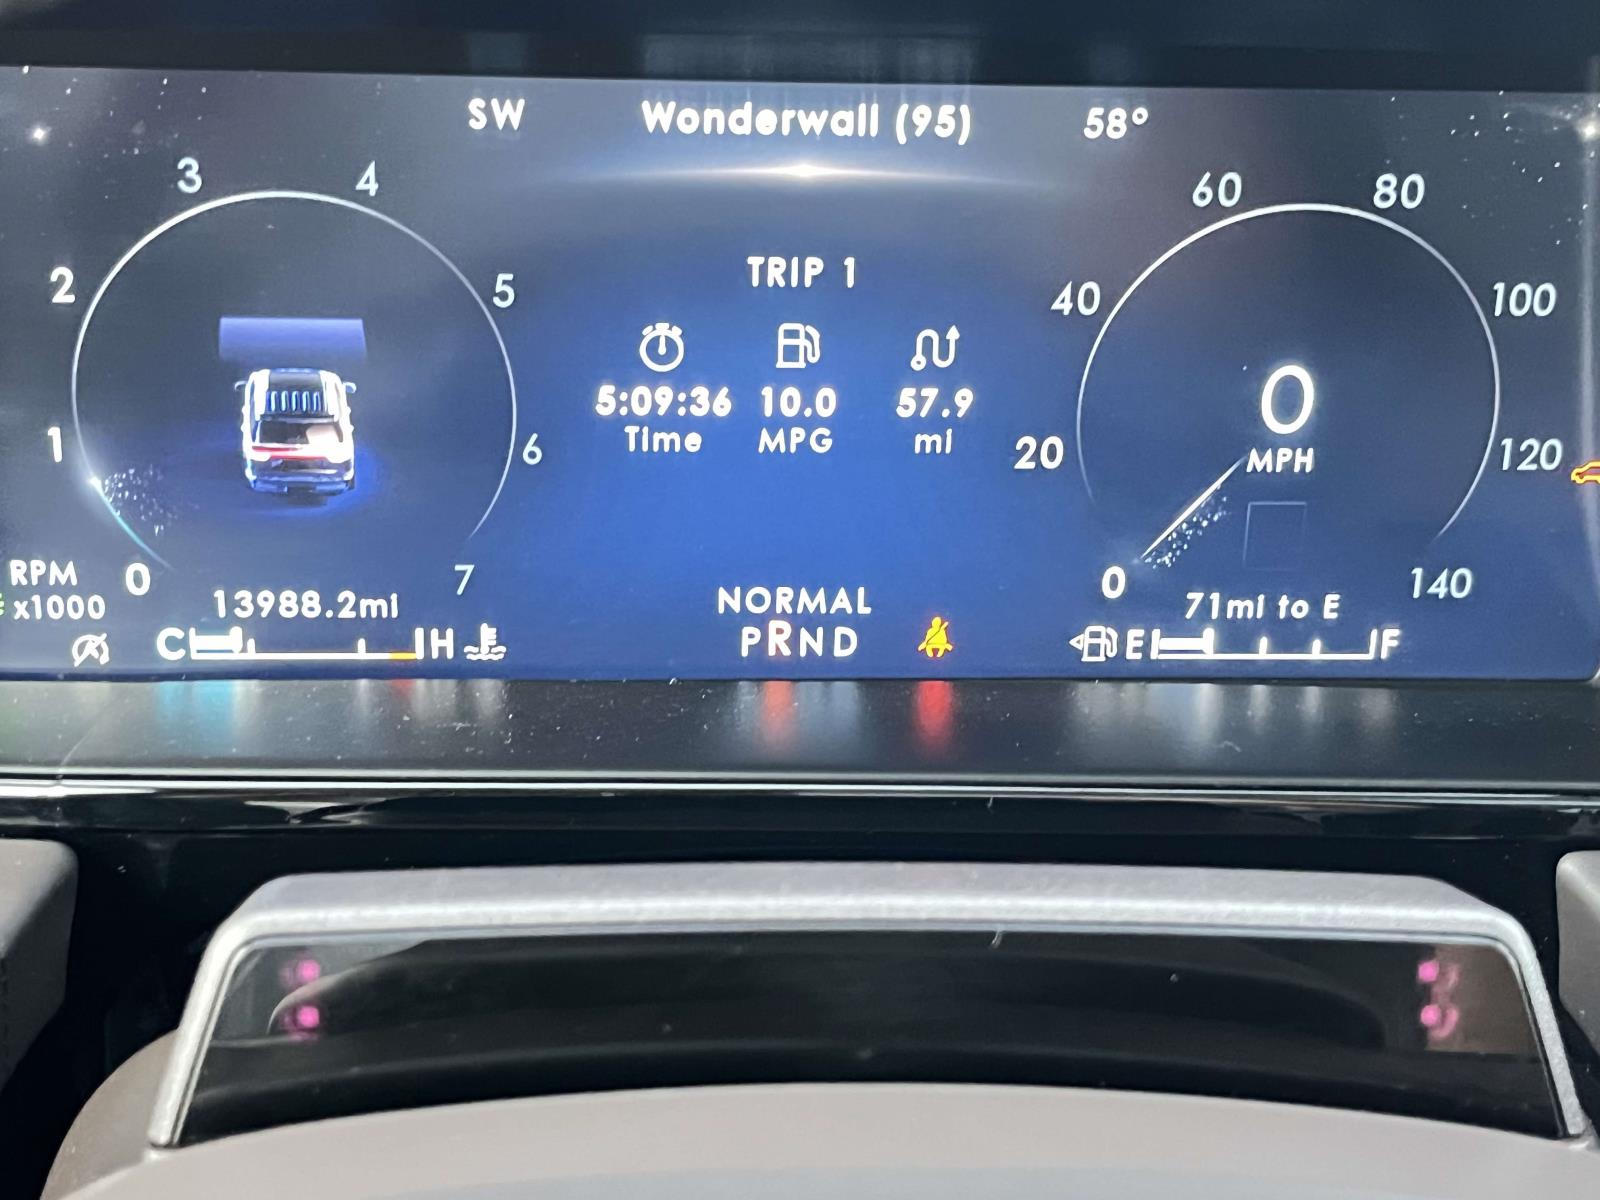 SW Wonderwall (95) 58°
TRIP 1
5:09:36 10.0 57.9
Time MPG mi
0 1 2 3 4 5 6 7
RPM
x1000
13988.2mi
C H
NORMAL
PRND
0 20 40 60 80 100 120 140
0
MPH
71mi to E
E F